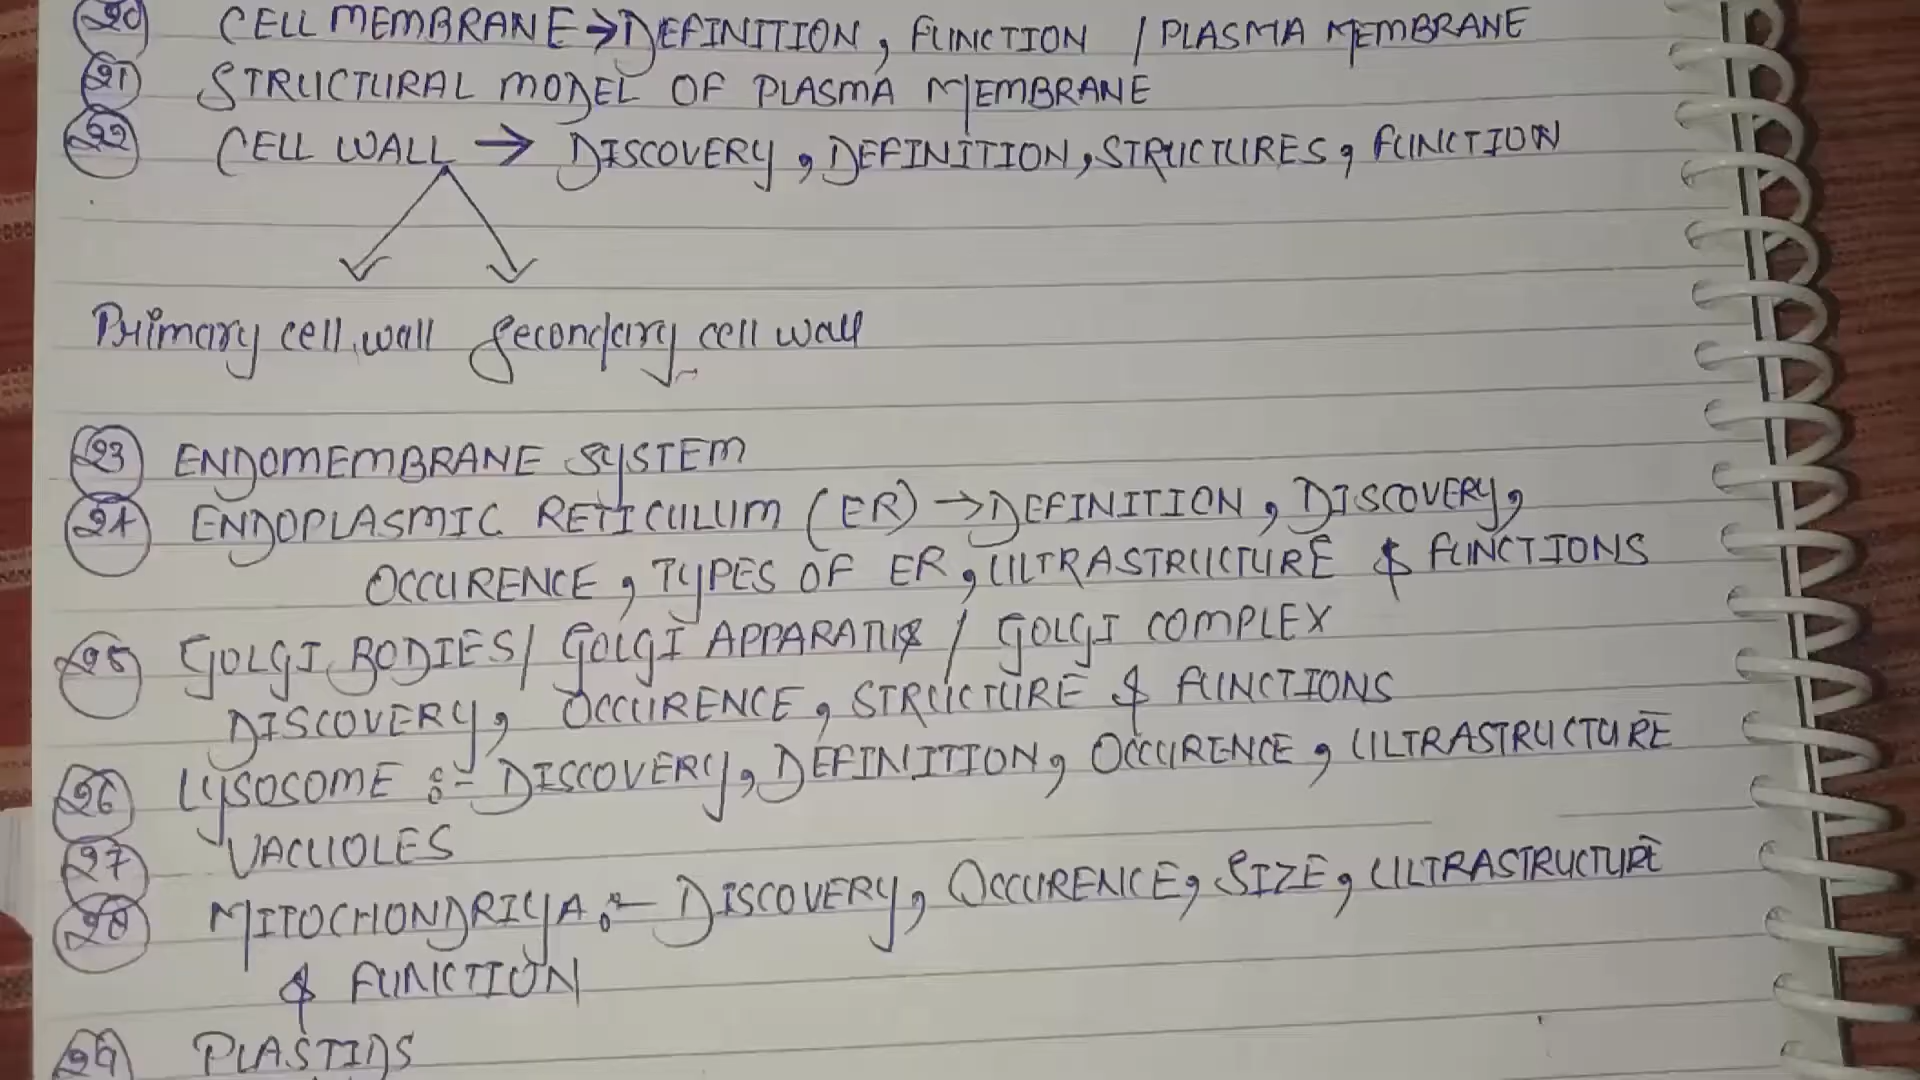 20 CELL MEMBRANE → DEFINITION, FUNCTION / PLASMA MEMBRANE
21 STRUCTURAL MODEL OF PLASMA MEMBRANE
22 CELL WALL → DISCOVERY, DEFINITION, STRUCTURES, FUNCTION
Primary cell wall Secondary cell wall
23 ENDOMEMBRANE SYSTEM
24 ENDOPLASMIC RETICULUM (ER) → DEFINITION, DISCOVERY,
OCCURENCE, TYPES OF ER, ULTRASTRUCTURE & FUNCTIONS
25 GOLGI BODIES / GOLGI APPARATUS / GOLGI COMPLEX
DISCOVERY, OCCURENCE, STRUCTURE & FUNCTIONS
26 LYSOSOME :- DISCOVERY, DEFINITION, OCCURENCE, ULTRASTRUCTURE
27 VACUOLES
28 MITOCHONDRIYA :- DISCOVERY, OCCURENCE, SIZE, ULTRASTRUCTURE
& FUNCTION
29 PLASTIDS